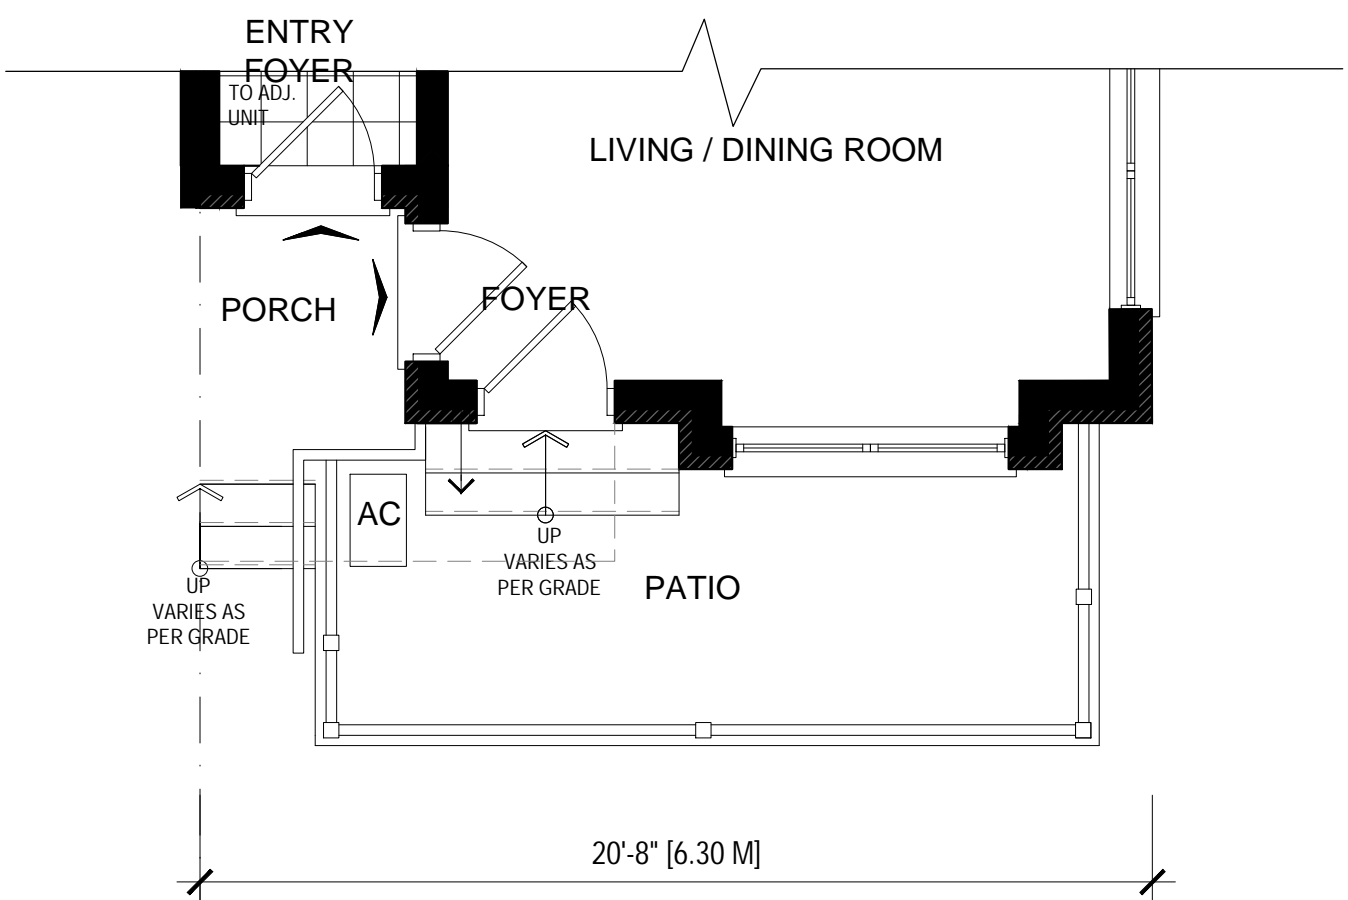 ENTRY
FOYER
TO ADJ.
UNIT
LIVING / DINING ROOM
PORCH
FOYER
AC
UP
VARIES AS
PER GRADE
PATIO
UP
VARIES AS
PER GRADE
20'-8" [6.30 M]